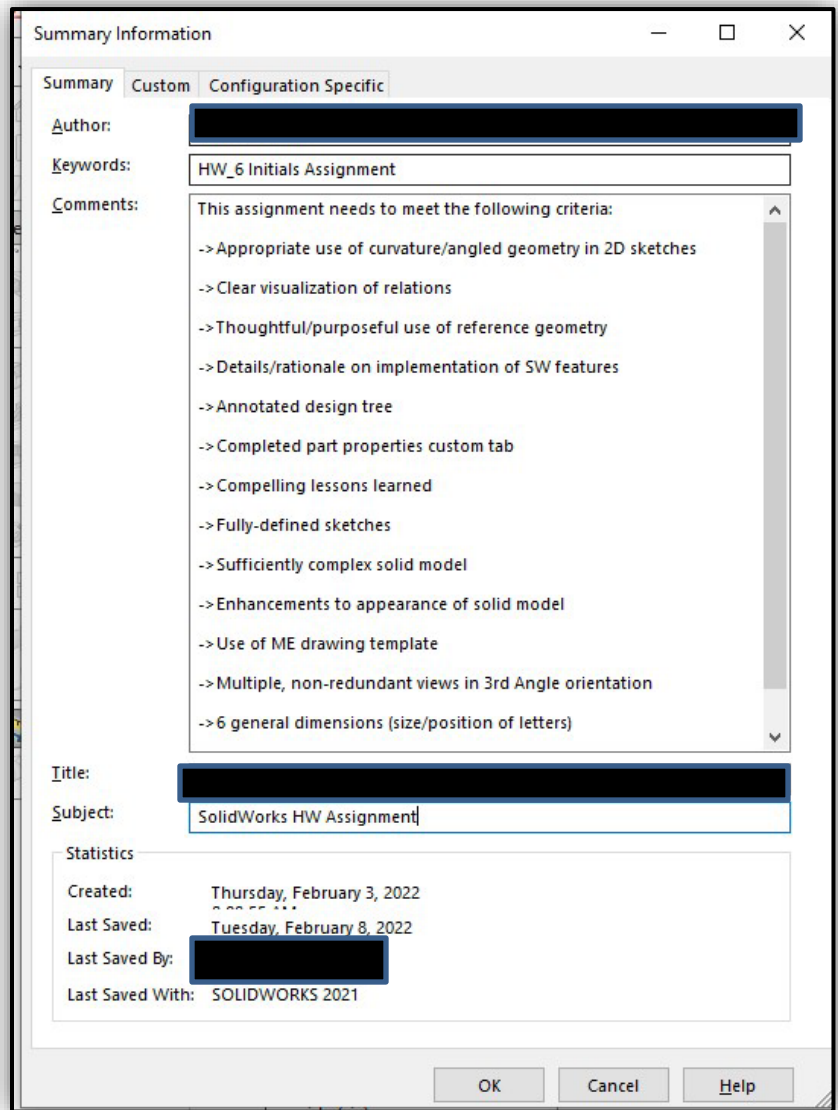 Summary Information
Summary Custom Configuration Specific
Author:
Keywords: HW_6 Initials Assignment
Comments: This assignment needs to meet the following criteria:
->Appropriate use of curvature/angled geometry in 2D sketches
->Clear visualization of relations
->Thoughtful/purposeful use of reference geometry
->Details/rationale on implementation of SW features
->Annotated design tree
->Completed part properties custom tab
->Compelling lessons learned
->Fully-defined sketches
->Sufficiently complex solid model
->Enhancements to appearance of solid model
->Use of ME drawing template
->Multiple, non-redundant views in 3rd Angle orientation
->6 general dimensions (size/position of letters)
Title:
Subject: SolidWorks HW Assignment
Statistics
Created: Thursday, February 3, 2022
Last Saved: Tuesday, February 8, 2022
Last Saved By:
Last Saved With: SOLIDWORKS 2021
OK Cancel Help